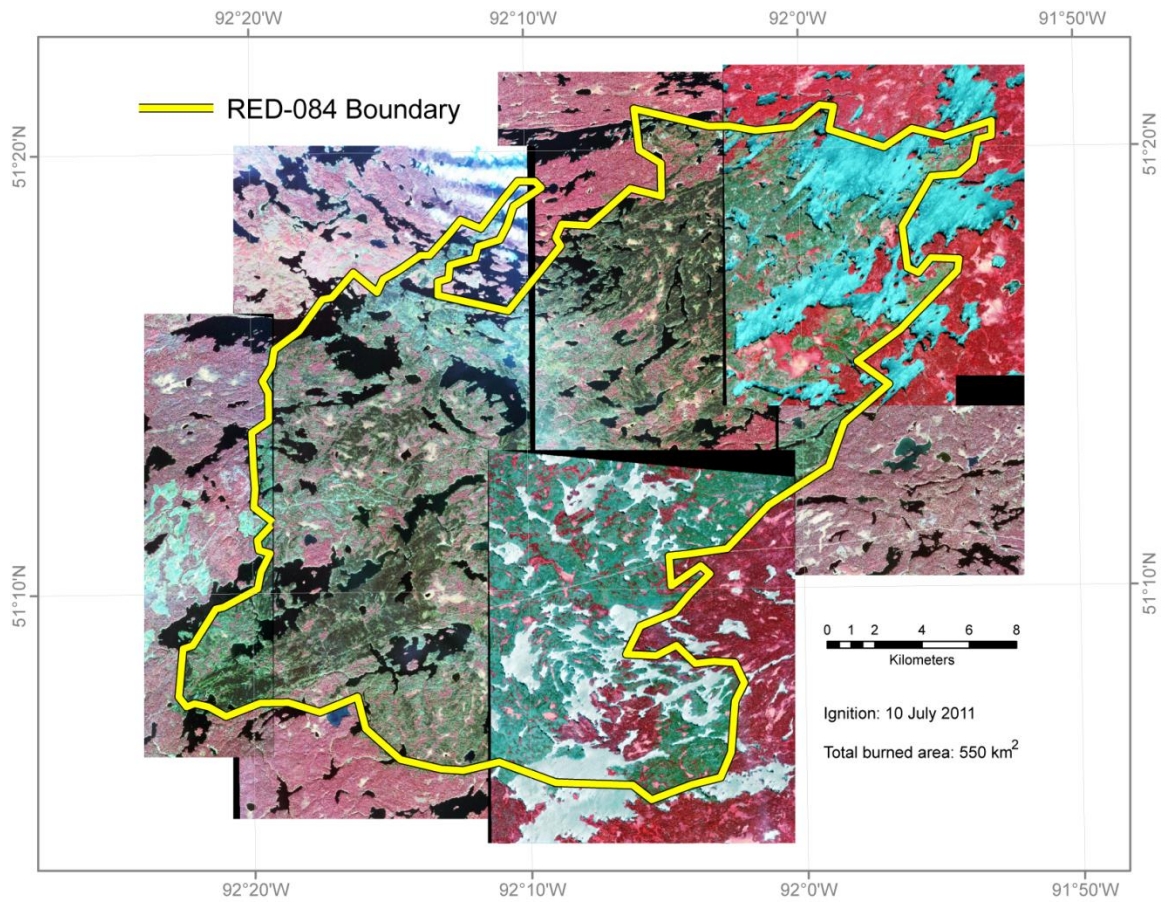 92°20'W 92°10'W 92°0'W 91°50'W
RED-084 Boundary
51°20'N
51°20'N
51°10'N
51°10'N
0 1 2 4 6 8
Kilometers
Ignition: 10 July 2011
Total burned area: 550 km²
92°20'W 92°10'W 92°0'W 91°50'W